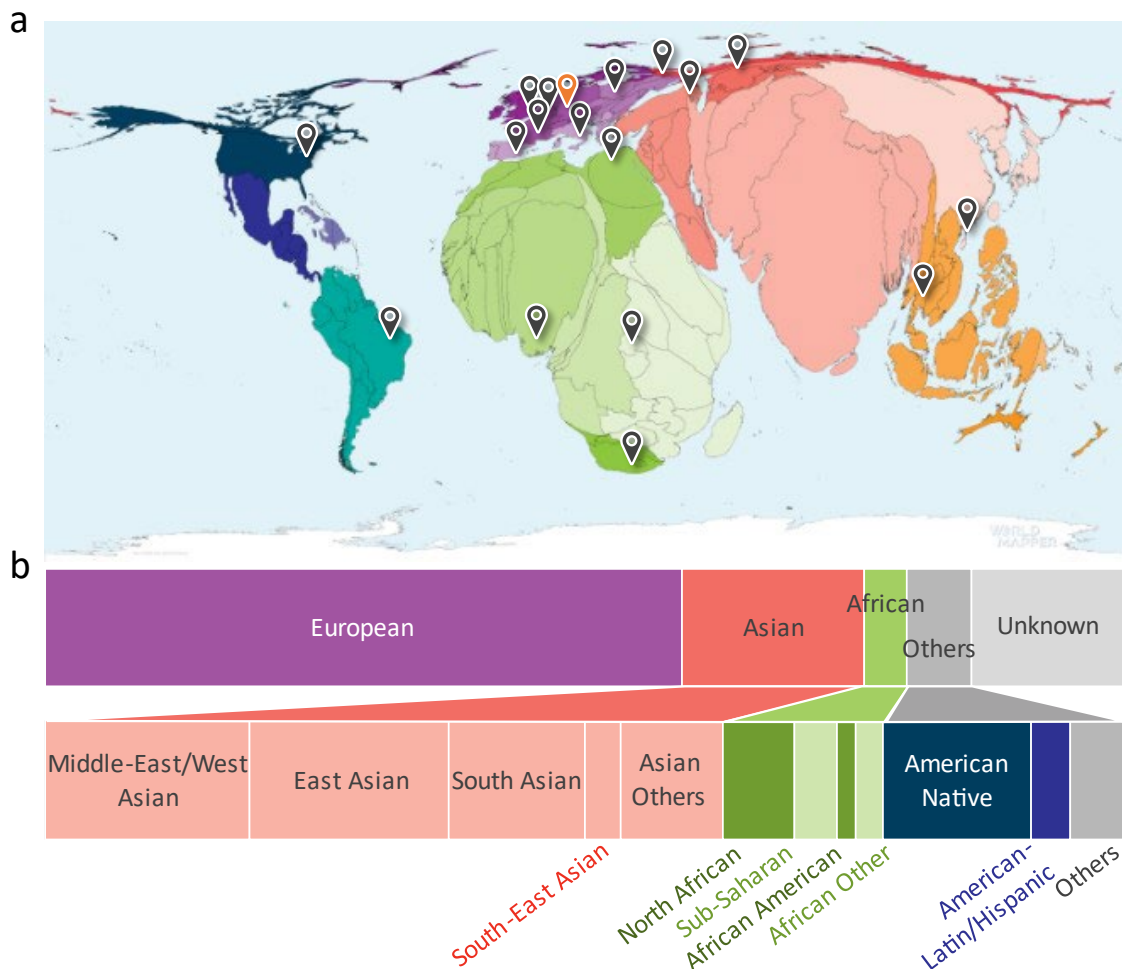 a
WORLD
MAPPER
b
European
Asian
African
Others
Unknown
Middle-East/West
Asian
East Asian
South Asian
Asian
Others
American
Native
South-East Asian
North African
Sub-Saharan
African American
African Other
American-
Latin/Hispanic
Others